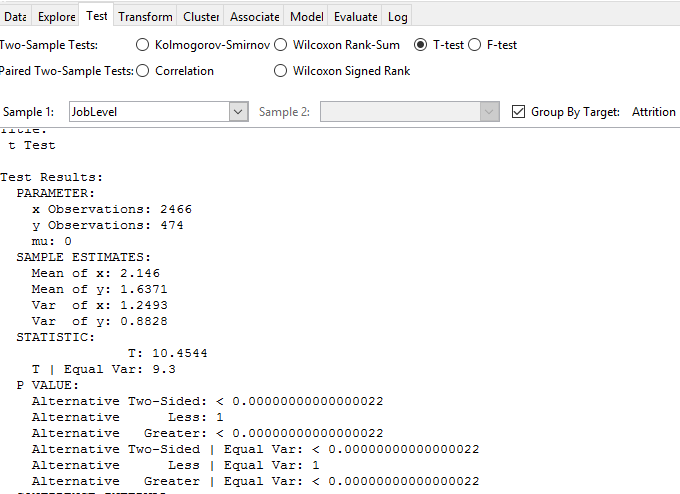 Data Explore Test Transform Cluster Associate Model Evaluate Log
Two-Sample Tests: Kolmogorov-Smirnov Wilcoxon Rank-Sum T-test F-test
Paired Two-Sample Tests: Correlation Wilcoxon Signed Rank
Sample 1: JobLevel Sample 2: Group By Target: Attrition
Title:
t Test
Test Results:
PARAMETER:
x Observations: 2466
y Observations: 474
mu: 0
SAMPLE ESTIMATES:
Mean of x: 2.146
Mean of y: 1.6371
Var of x: 1.2493
Var of y: 0.8828
STATISTIC:
T: 10.4544
T | Equal Var: 9.3
P VALUE:
Alternative Two-Sided: < 0.00000000000000022
Alternative Less: 1
Alternative Greater: < 0.00000000000000022
Alternative Two-Sided | Equal Var: < 0.00000000000000022
Alternative Less | Equal Var: 1
Alternative Greater | Equal Var: < 0.00000000000000022